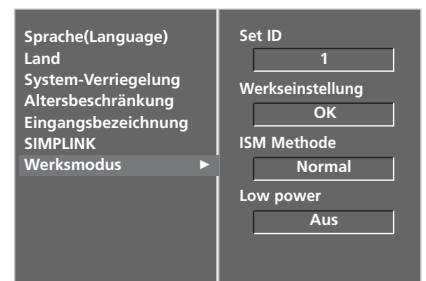 Sprache(Language)
Land
System-Verriegelung
Altersbeschränkung
Eingangsbezeichnung
SIMPLINK
Werksmodus ►
Set ID
1
Werkseinstellung
OK
ISM Methode
Normal
Low power
Aus